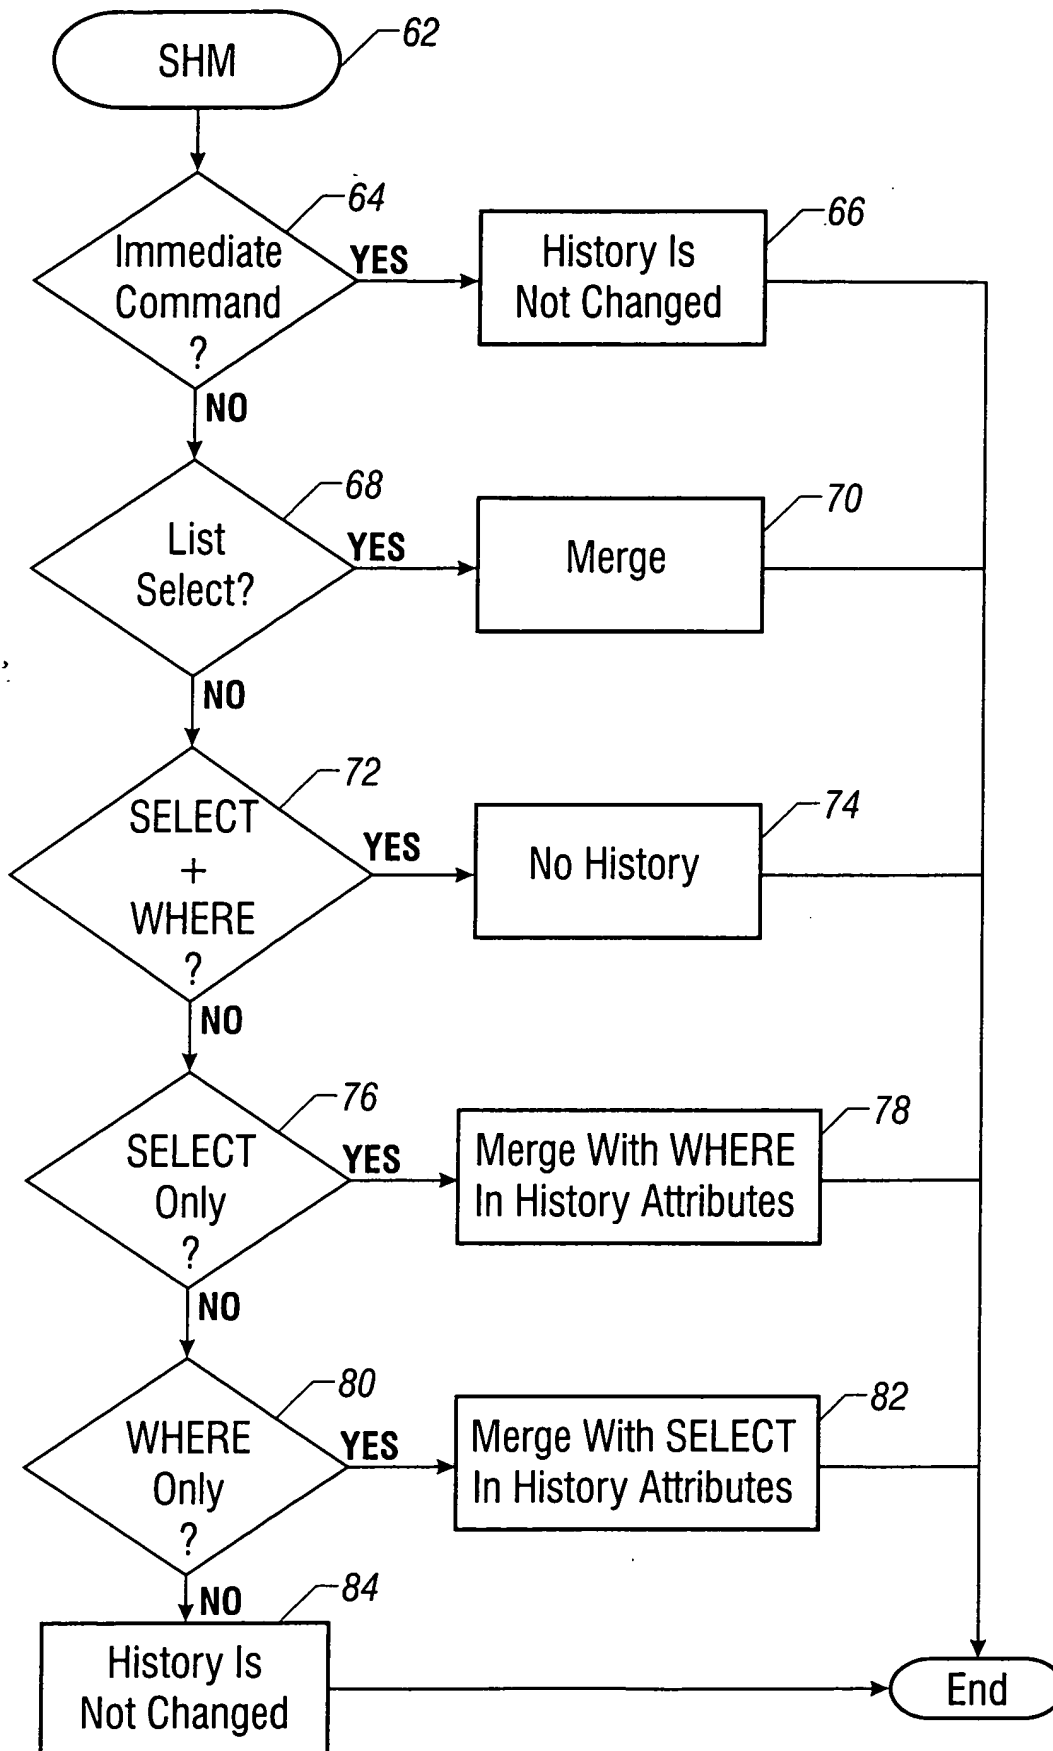 SHM
62
64
Immediate
Command
?
YES
History Is
Not Changed
66
NO
68
List
Select?
YES
Merge
70
NO
72
SELECT
+
WHERE
?
YES
No History
74
NO
76
SELECT
Only
?
YES
Merge With WHERE
In History Attributes
78
NO
80
WHERE
Only
?
YES
Merge With SELECT
In History Attributes
82
NO
84
History Is
Not Changed
End